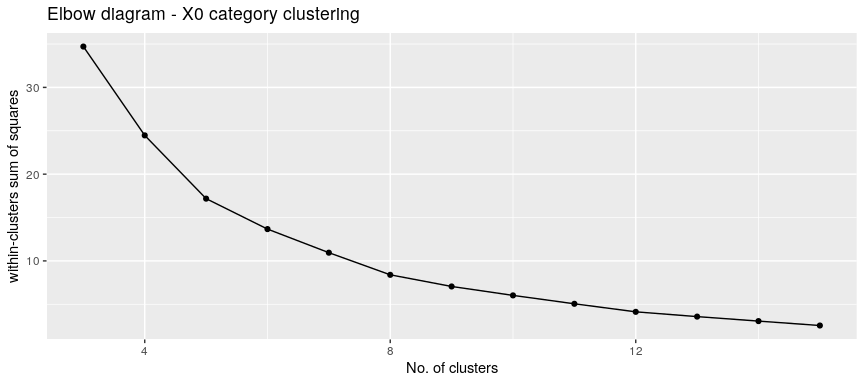 Elbow diagram - X0 category clustering
within-clusters sum of squares
30
20
10
4
8
12
No. of clusters